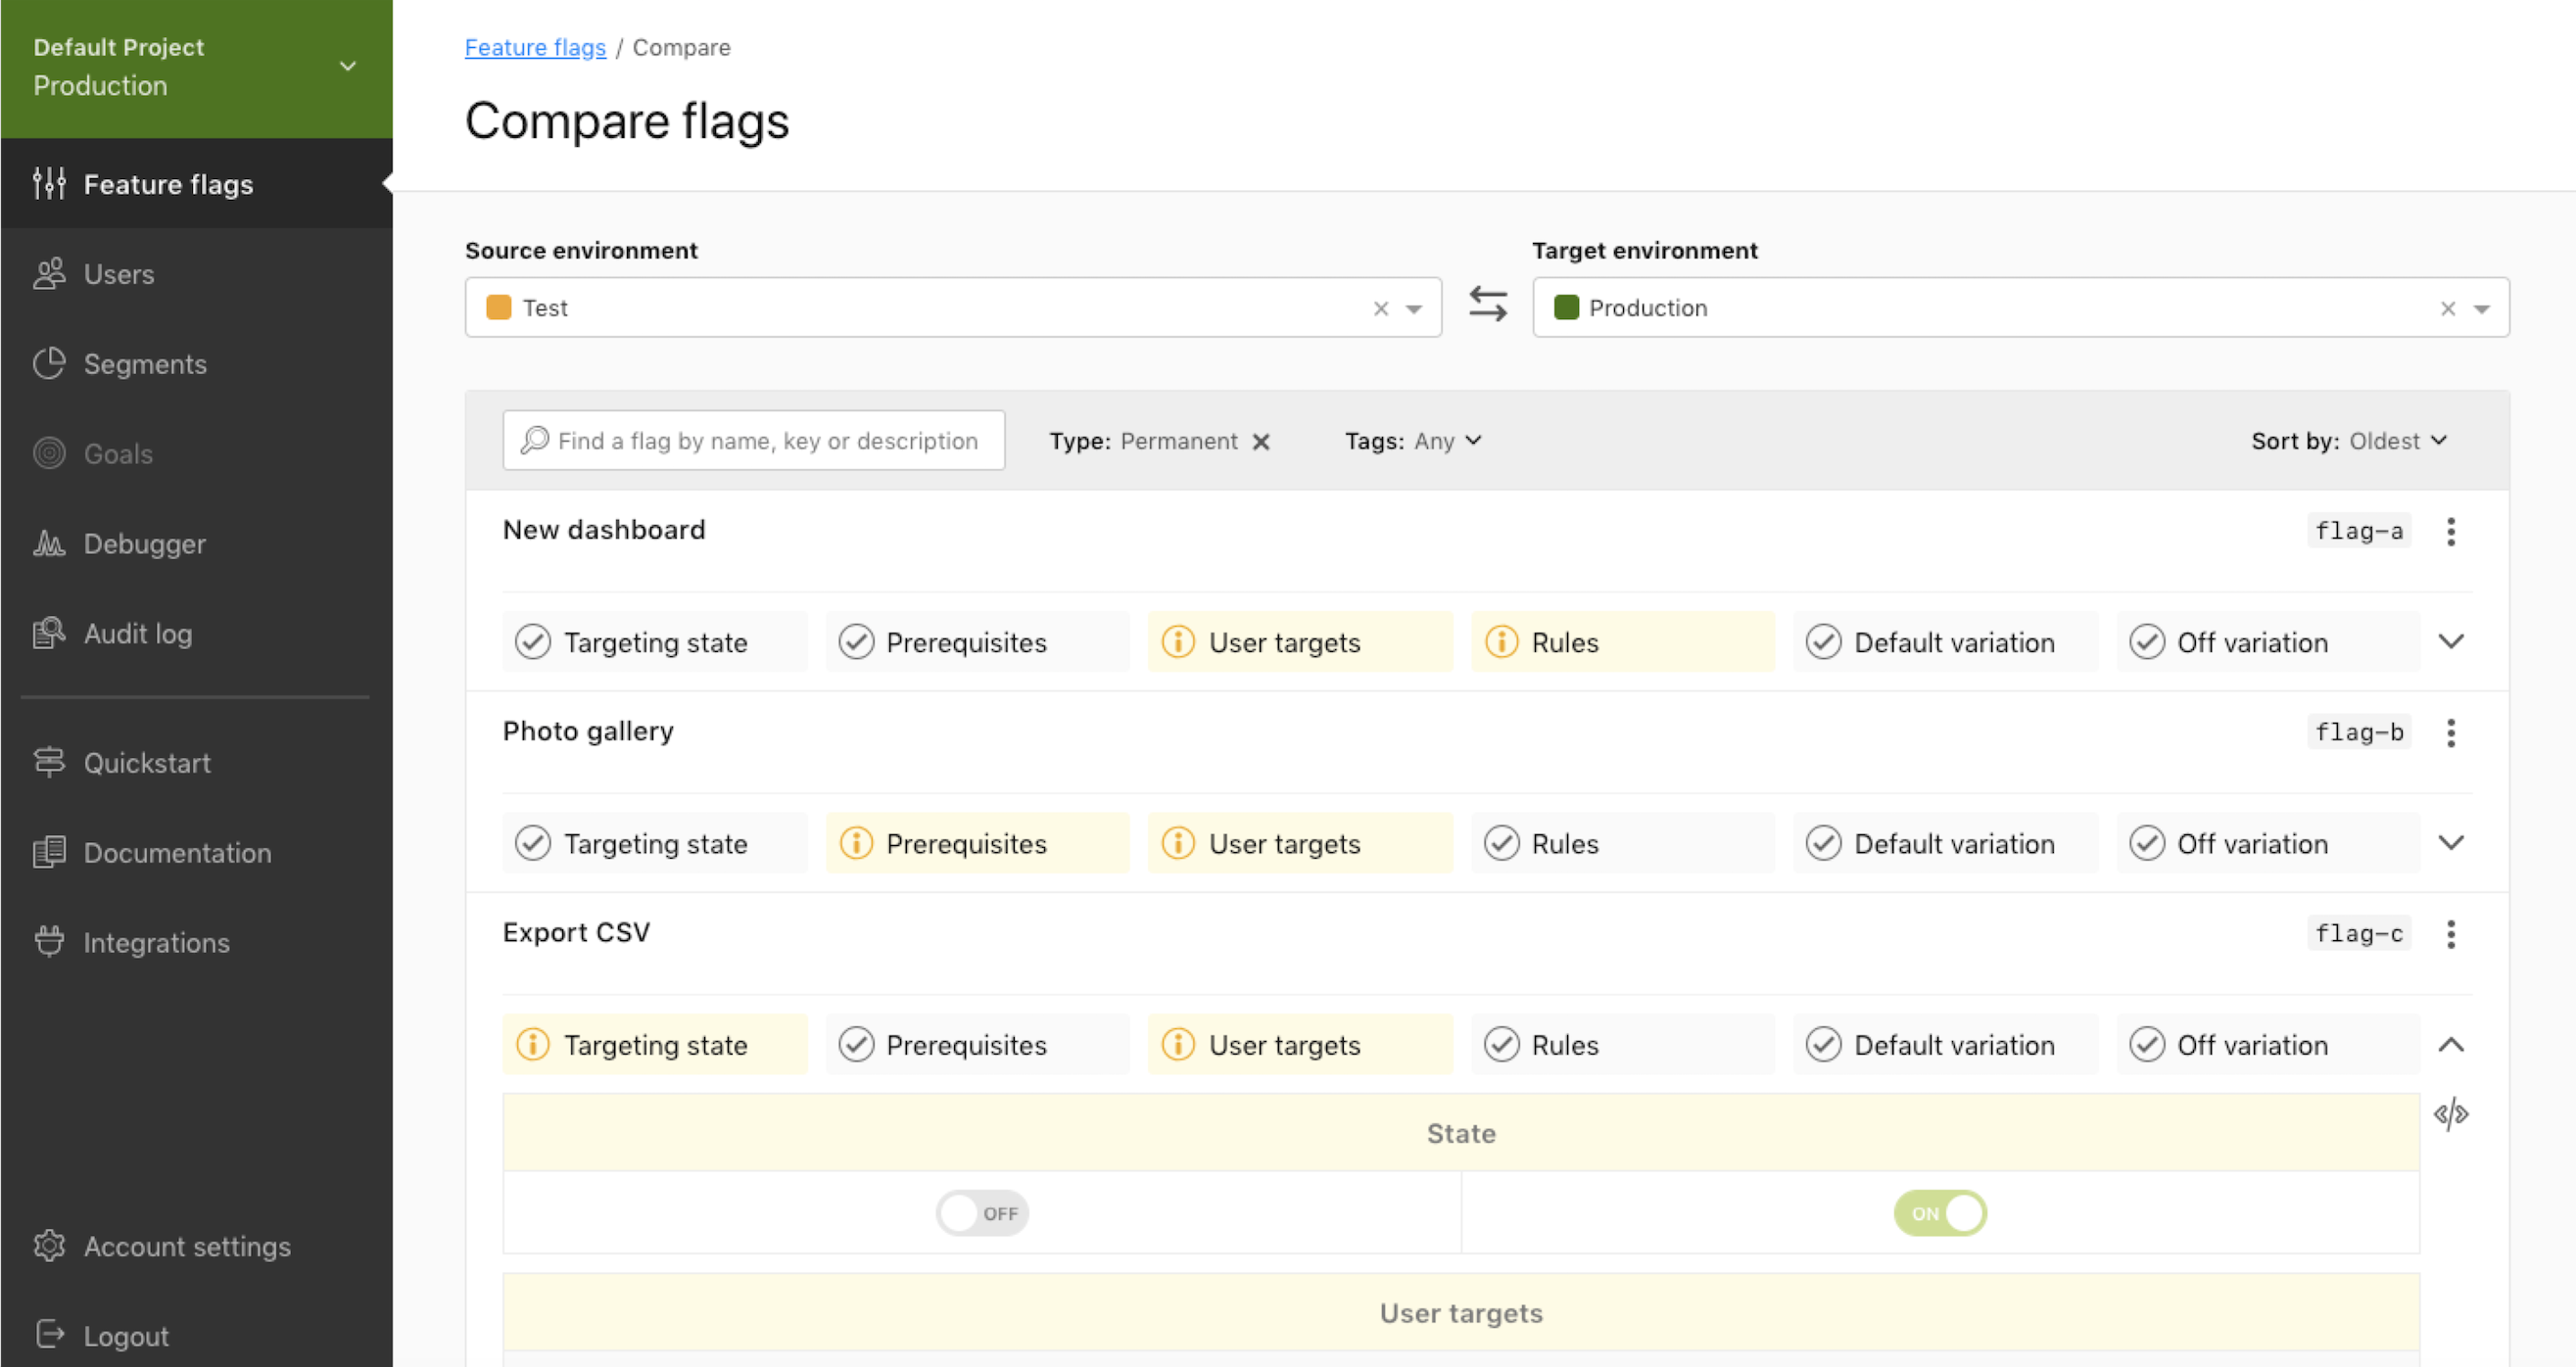 Default Project
Production
Feature flags
Users
Segments
Goals
Debugger
Audit log
Quickstart
Documentation
Integrations
Account settings
Logout
Feature flags / Compare
Compare flags
Source environment
Test
Target environment
Production
Find a flag by name, key or description
Type: Permanent
Tags: Any
Sort by: Oldest
New dashboard
flag-a
Targeting state
Prerequisites
User targets
Rules
Default variation
Off variation
Photo gallery
flag-b
Targeting state
Prerequisites
User targets
Rules
Default variation
Off variation
Export CSV
flag-c
Targeting state
Prerequisites
User targets
Rules
Default variation
Off variation
State
OFF
ON
User targets